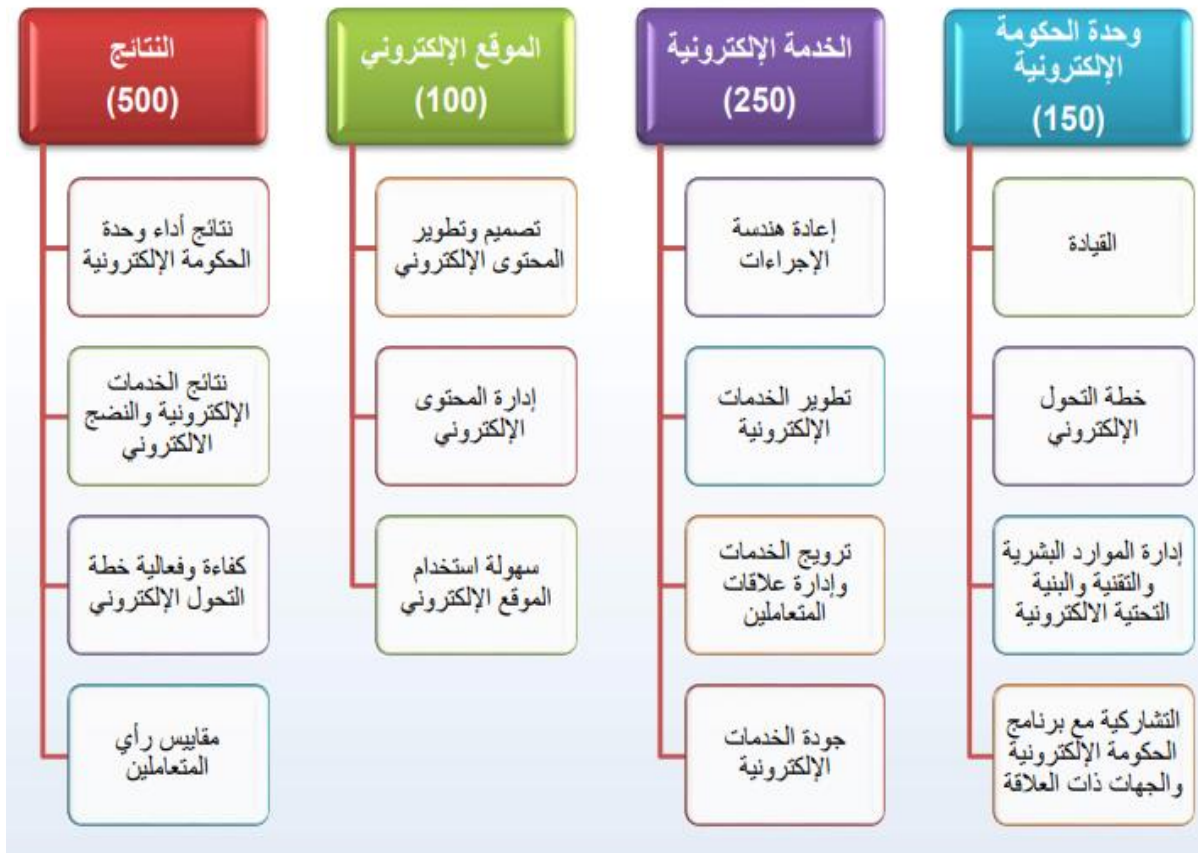 وحدة الحكومة
الإلكترونية
(150)
القيادة
خطة التحول
الإلكتروني
إدارة الموارد البشرية
والتقنية والبنية
التحتية الالكترونية
التشاركية مع برنامج
الحكومة الإلكترونية
والجهات ذات العلاقة
الخدمة الإلكترونية
(250)
إعادة هندسة
الإجراءات
تطوير الخدمات
الإلكترونية
ترويج الخدمات
وإدارة علاقات
المتعاملين
جودة الخدمات
الإلكترونية
الموقع الإلكتروني
(100)
تصميم وتطوير
المحتوى الإلكتروني
إدارة المحتوى
الإلكتروني
سهولة استخدام
الموقع الإلكتروني
النتائج
(500)
نتائج أداء وحدة
الحكومة الإلكترونية
نتائج الخدمات
الإلكترونية والنضج
الالكتروني
كفاءة وفعالية خطة
التحول الإلكتروني
مقاييس رأي
المتعاملين